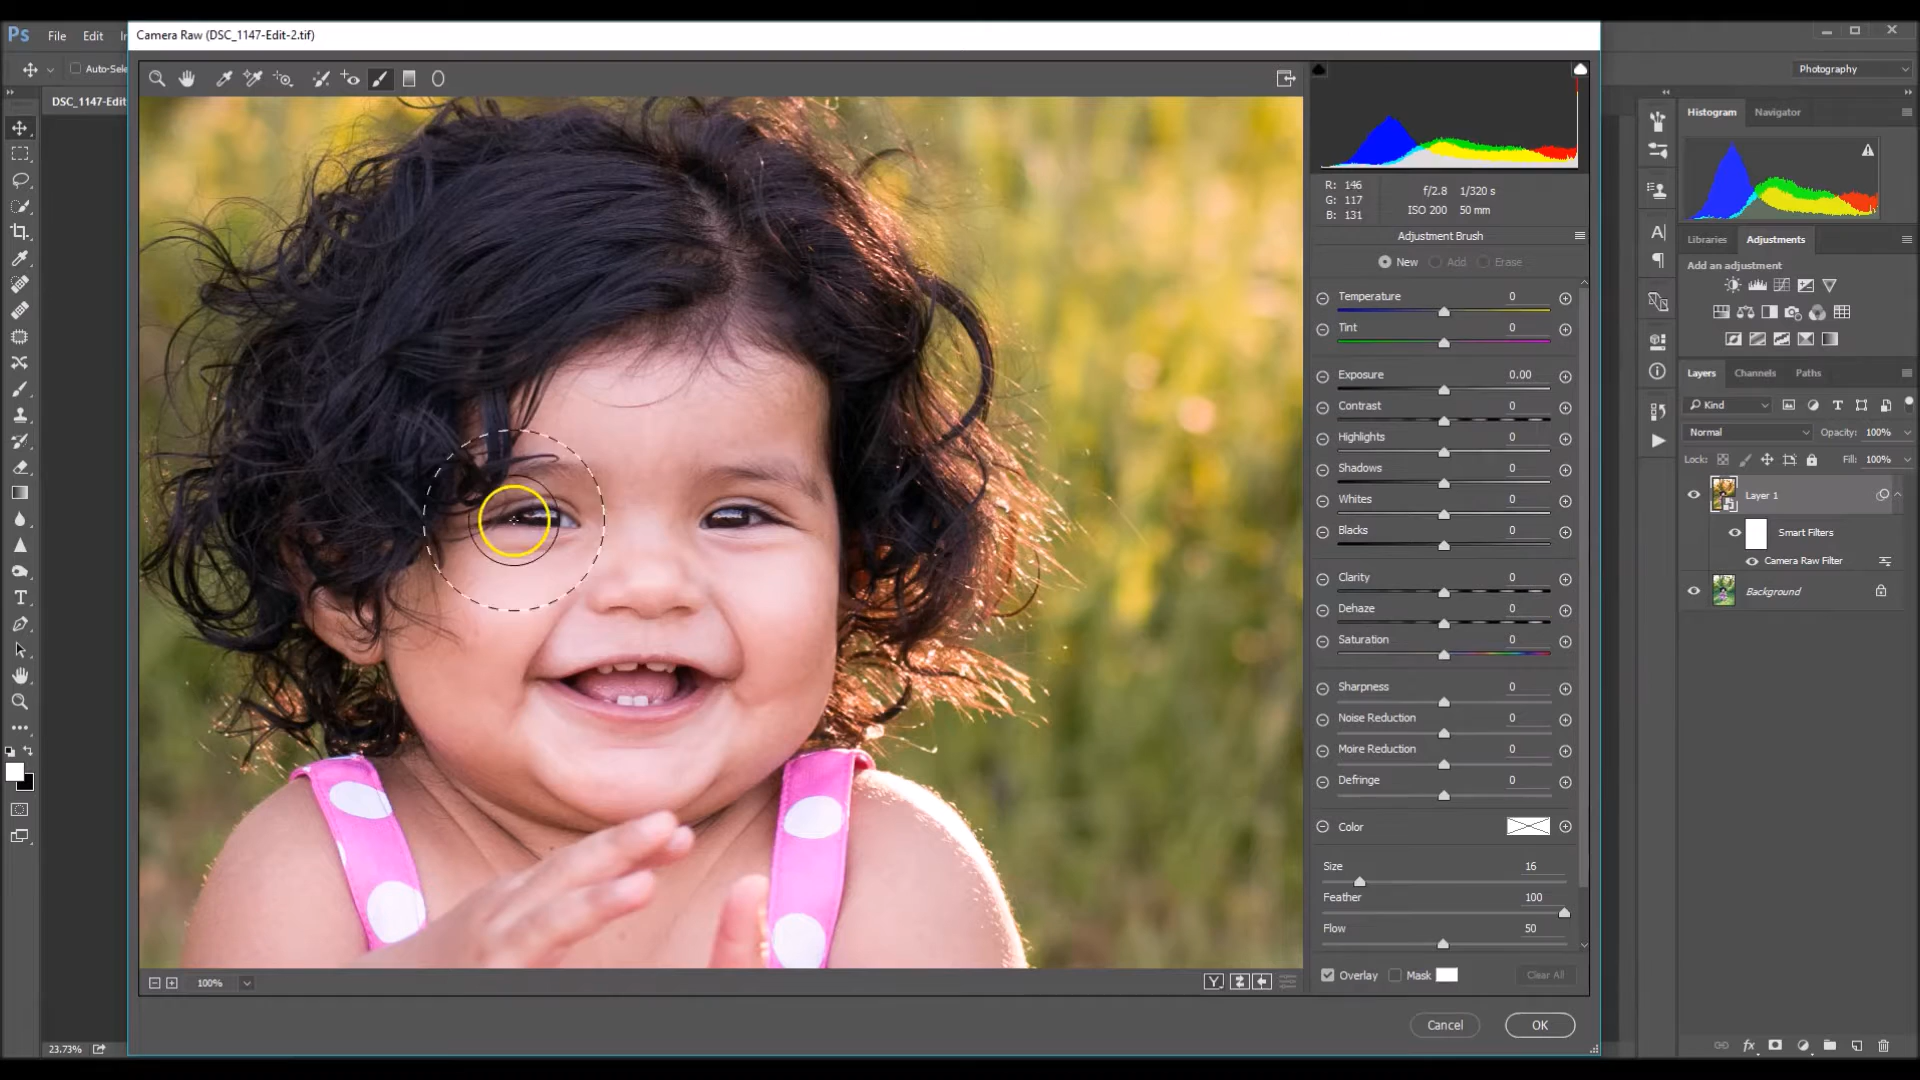 Ps File Edit
Camera Raw (DSC_1147-Edit-2.tif)
Auto-Sele
Photography
DSC_1147-Edit
Histogram Navigator
R: 146
G: 117
B: 131
f/2.8 1/320 s
ISO 200 50 mm
Adjustment Brush
New Add Erase
Temperature 0
Tint 0
Exposure 0.00
Contrast 0
Highlights 0
Shadows 0
Whites 0
Blacks 0
Clarity 0
Dehaze 0
Saturation 0
Sharpness 0
Noise Reduction 0
Moire Reduction 0
Defringe 0
Color
Size 16
Feather 100
Flow 50
Overlay Mask Clear All
Cancel OK
100%
23.73%
Libraries Adjustments
Add an adjustment
Layers Channels Paths
Kind
Normal Opacity: 100%
Lock: Fill: 100%
Layer 1
Smart Filters
Camera Raw Filter
Background
fx